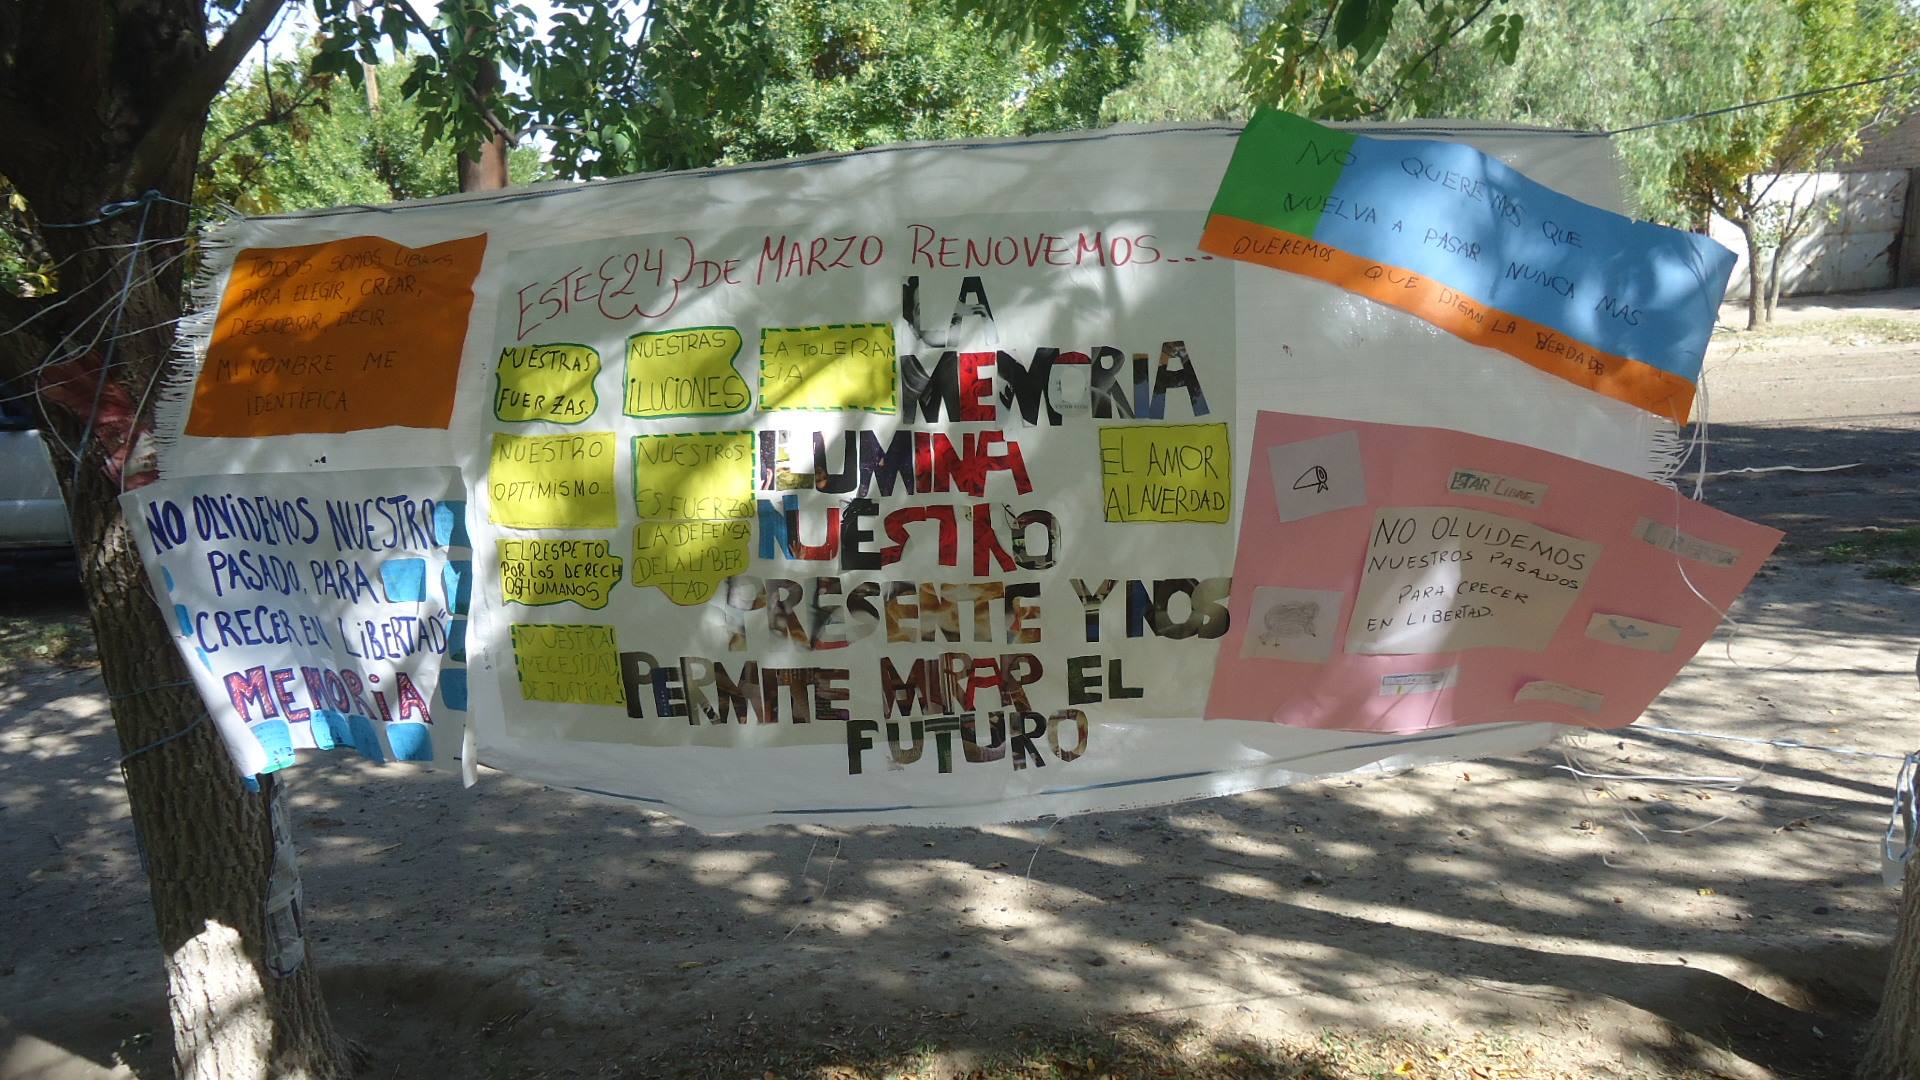 TODOS SOMOS LIBRES
PARA ELEGIR, CREAR,
DESCUBRIR, DECIR...
MI NOMBRE ME
IDENTIFICA
NO OLVIDEMOS NUESTRO
PASADO, PARA
CRECER EN LIBERTAD"
MEMORIA
ESTE 24 DE MARZO RENOVEMOS...
NUESTRAS
FUERZAS.
NUESTRAS
ILUCIONES
LA TOLERAN
CIA
NUESTRO
OPTIMISMO...
NUESTROS
ESFUERZOS
EL RESPETO
POR LOS DERECH
OS HUMANOS
LA DEFENSA
DE LA LIBER
TAD
NUESTRA
NECESIDAD
DE JUSTICIA
EL AMOR
A LA VERDAD
LA
MEMORIA
ILUMINA
NUESTRO
PRESENTE Y NOS
PERMITE MIRAR EL
FUTURO
NO QUEREMOS QUE
VUELVA A PASAR NUNCA MAS
QUEREMOS QUE DIGAN LA VERDAD
ESTAR LIBRE
NO OLVIDEMOS
NUESTROS PASADOS
PARA CRECER
EN LIBERTAD.